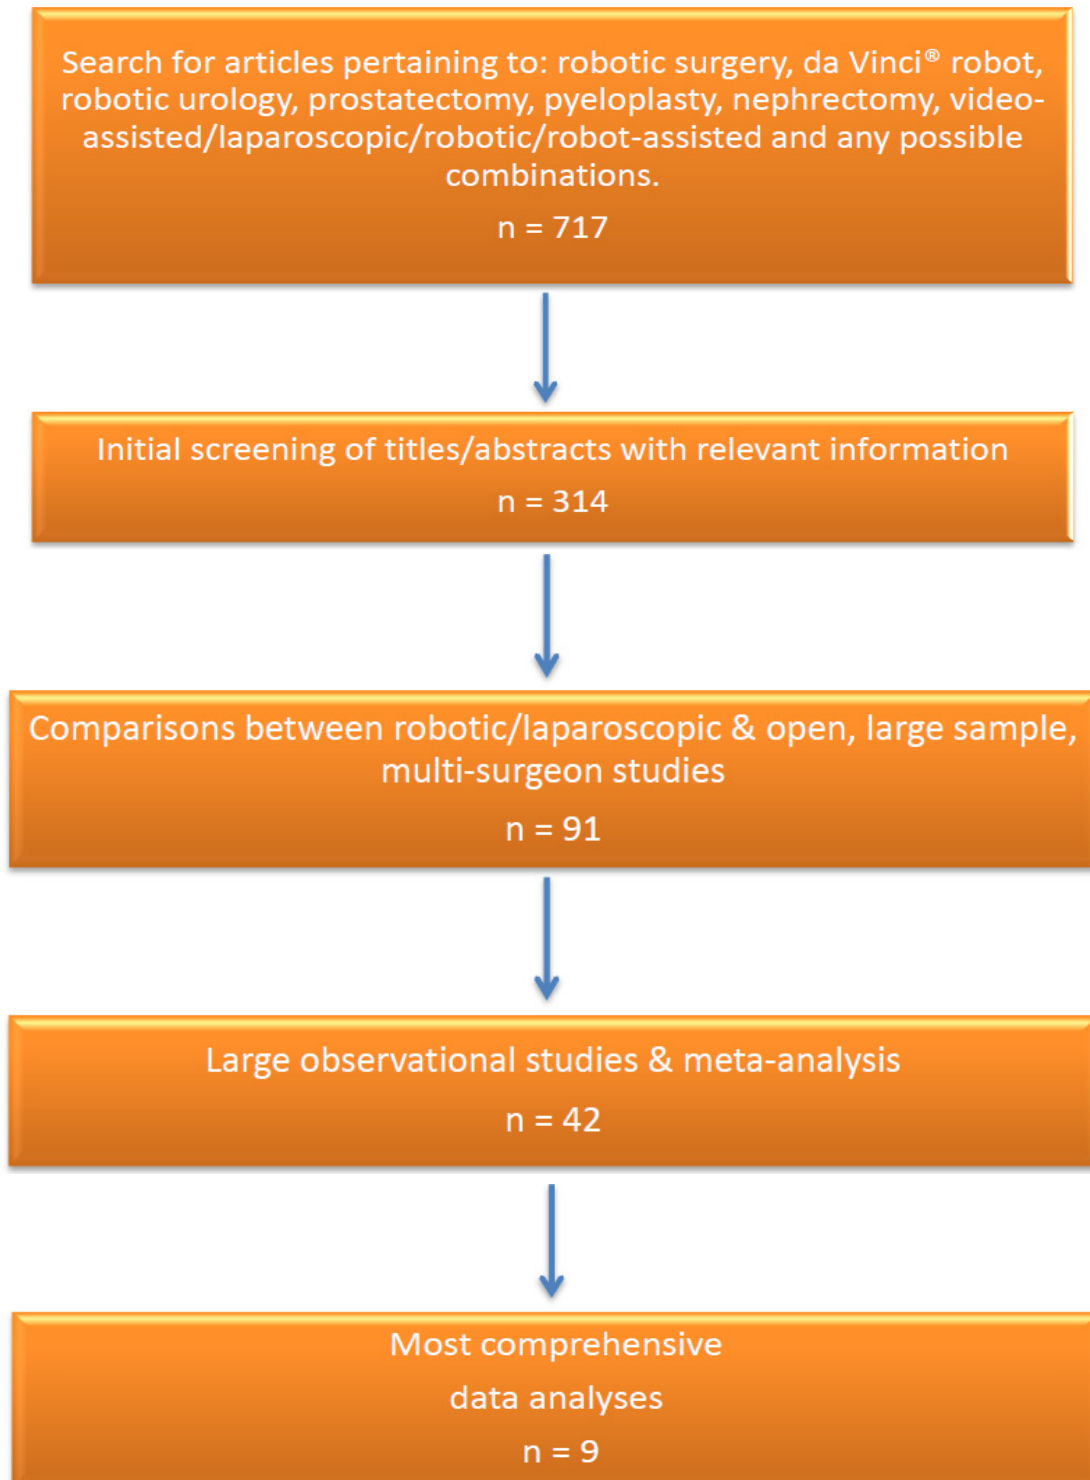 Search for articles pertaining to: robotic surgery, da Vinci® robot,
robotic urology, prostatectomy, pyeloplasty, nephrectomy, video-
assisted/laparoscopic/robotic/robot-assisted and any possible
combinations.
n = 717
Initial screening of titles/abstracts with relevant information
n = 314
Comparisons between robotic/laparoscopic & open, large sample,
multi-surgeon studies
n = 91
Large observational studies & meta-analysis
n = 42
Most comprehensive
data analyses
n = 9